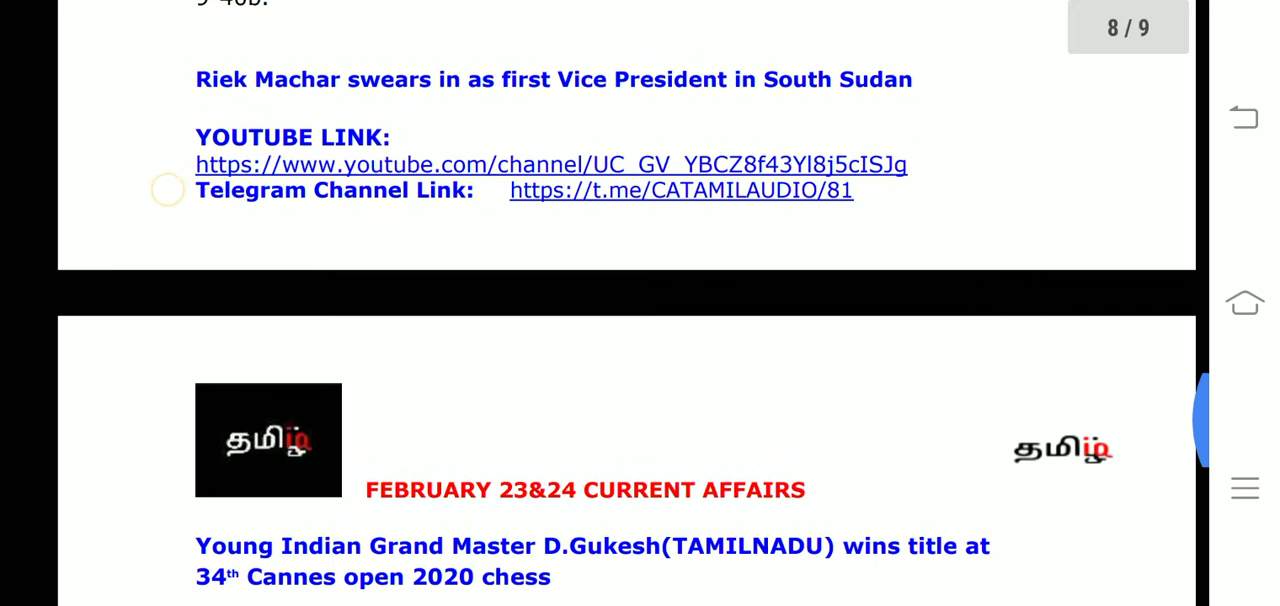 8 / 9
Riek Machar swears in as first Vice President in South Sudan
YOUTUBE LINK:
https://www.youtube.com/channel/UC_GV_YBCZ8f43Yl8j5cISJg
Telegram Channel Link: https://t.me/CATAMILAUDIO/81
தமிழ்
தமிழ்
FEBRUARY 23&24 CURRENT AFFAIRS
Young Indian Grand Master D.Gukesh(TAMILNADU) wins title at
34th Cannes open 2020 chess